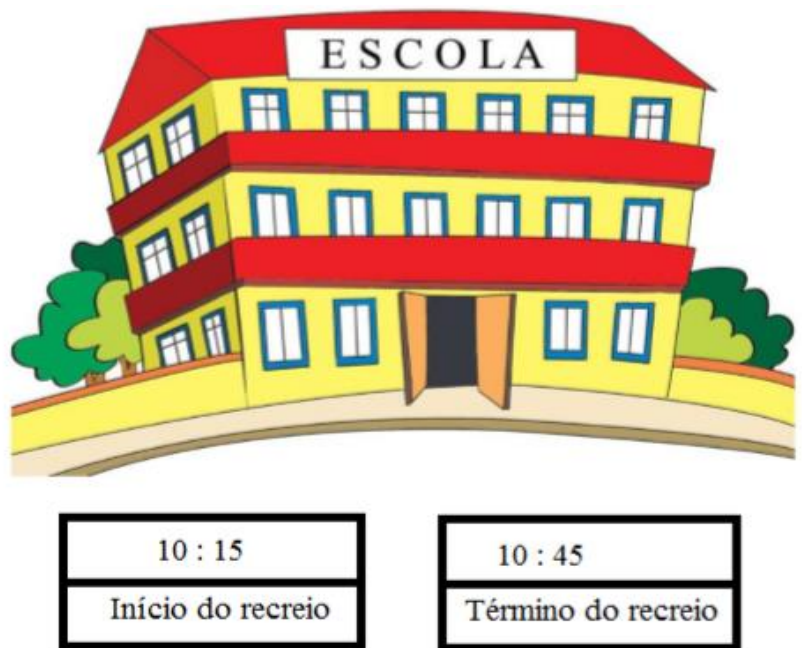 ESCOLA
10 : 15
Início do recreio
10 : 45
Término do recreio